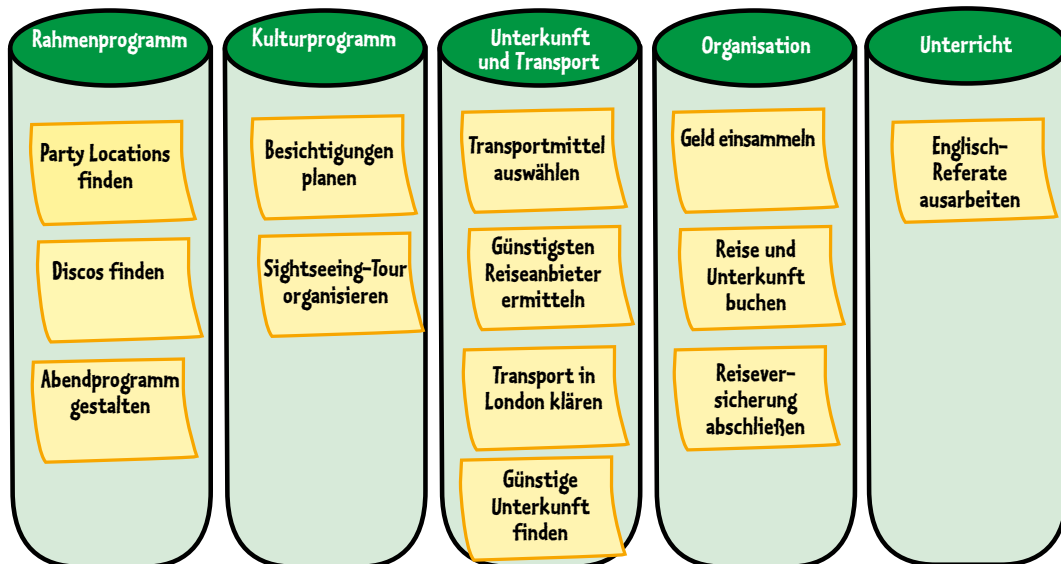 Rahmenprogramm
Party Locations
finden
Discos finden
Abendprogramm
gestalten
Kulturprogramm
Besichtigungen
planen
Sightseeing-Tour
organisieren
Unterkunft
und Transport
Transportmittel
auswählen
Günstigsten
Reiseanbieter
ermitteln
Transport in
London klären
Günstige
Unterkunft
finden
Organisation
Geld einsammeln
Reise und
Unterkunft
buchen
Reisever-
sicherung
abschließen
Unterricht
Englisch-
Referate
ausarbeiten